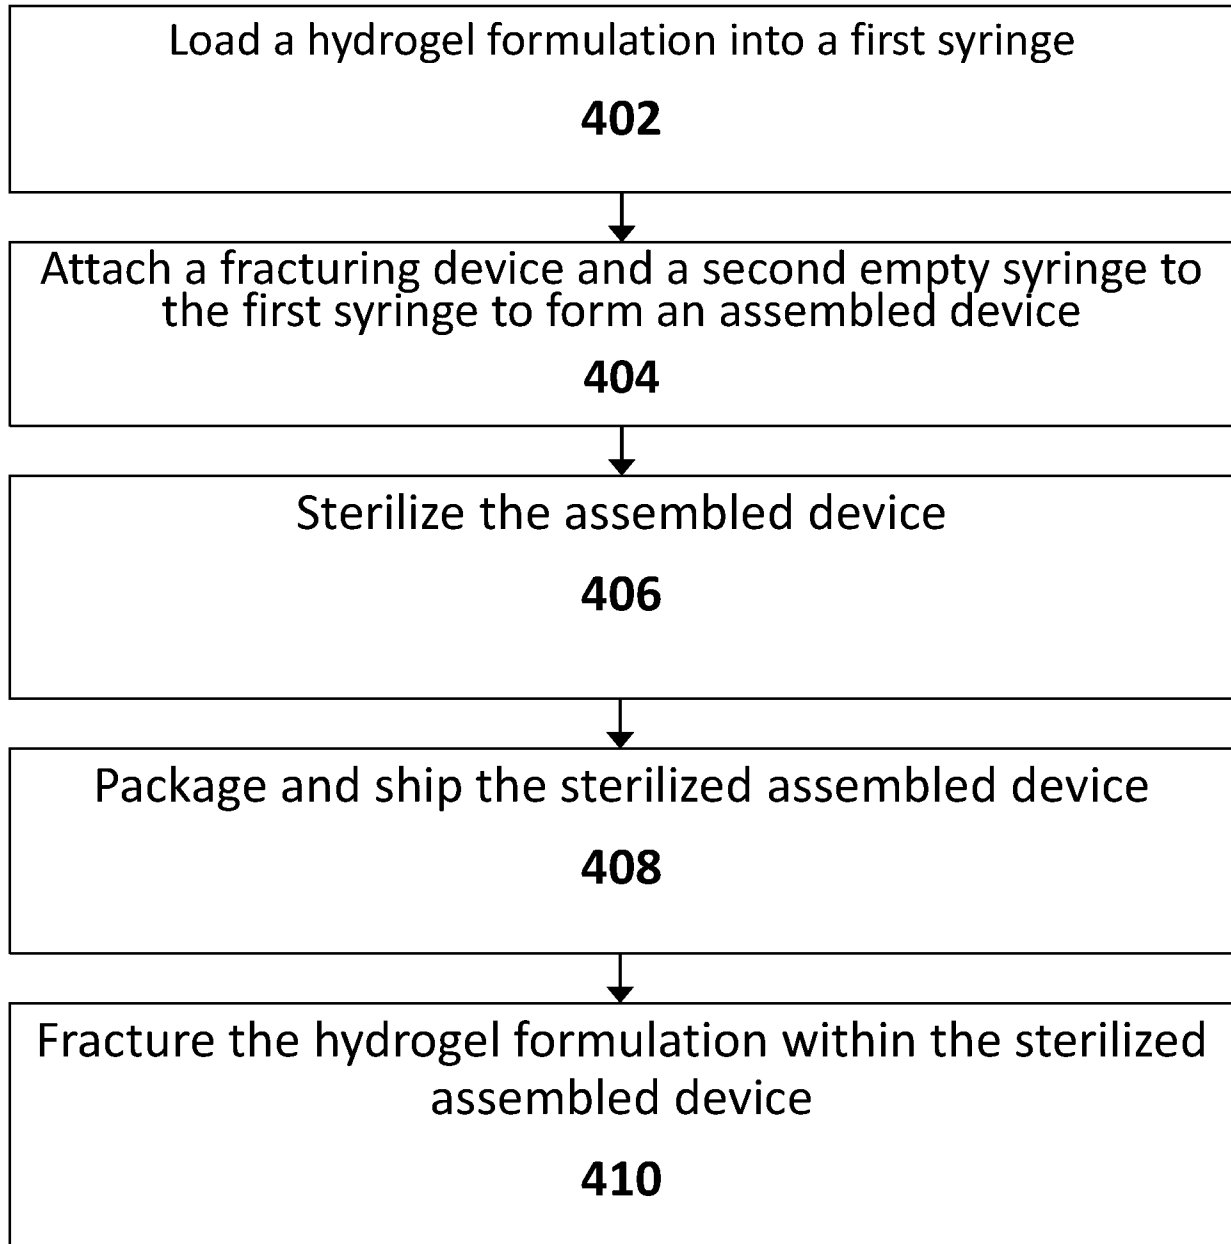 Load a hydrogel formulation into a first syringe
402
Attach a fracturing device and a second empty syringe to
the first syringe to form an assembled device
404
Sterilize the assembled device
406
Package and ship the sterilized assembled device
408
Fracture the hydrogel formulation within the sterilized
assembled device
410